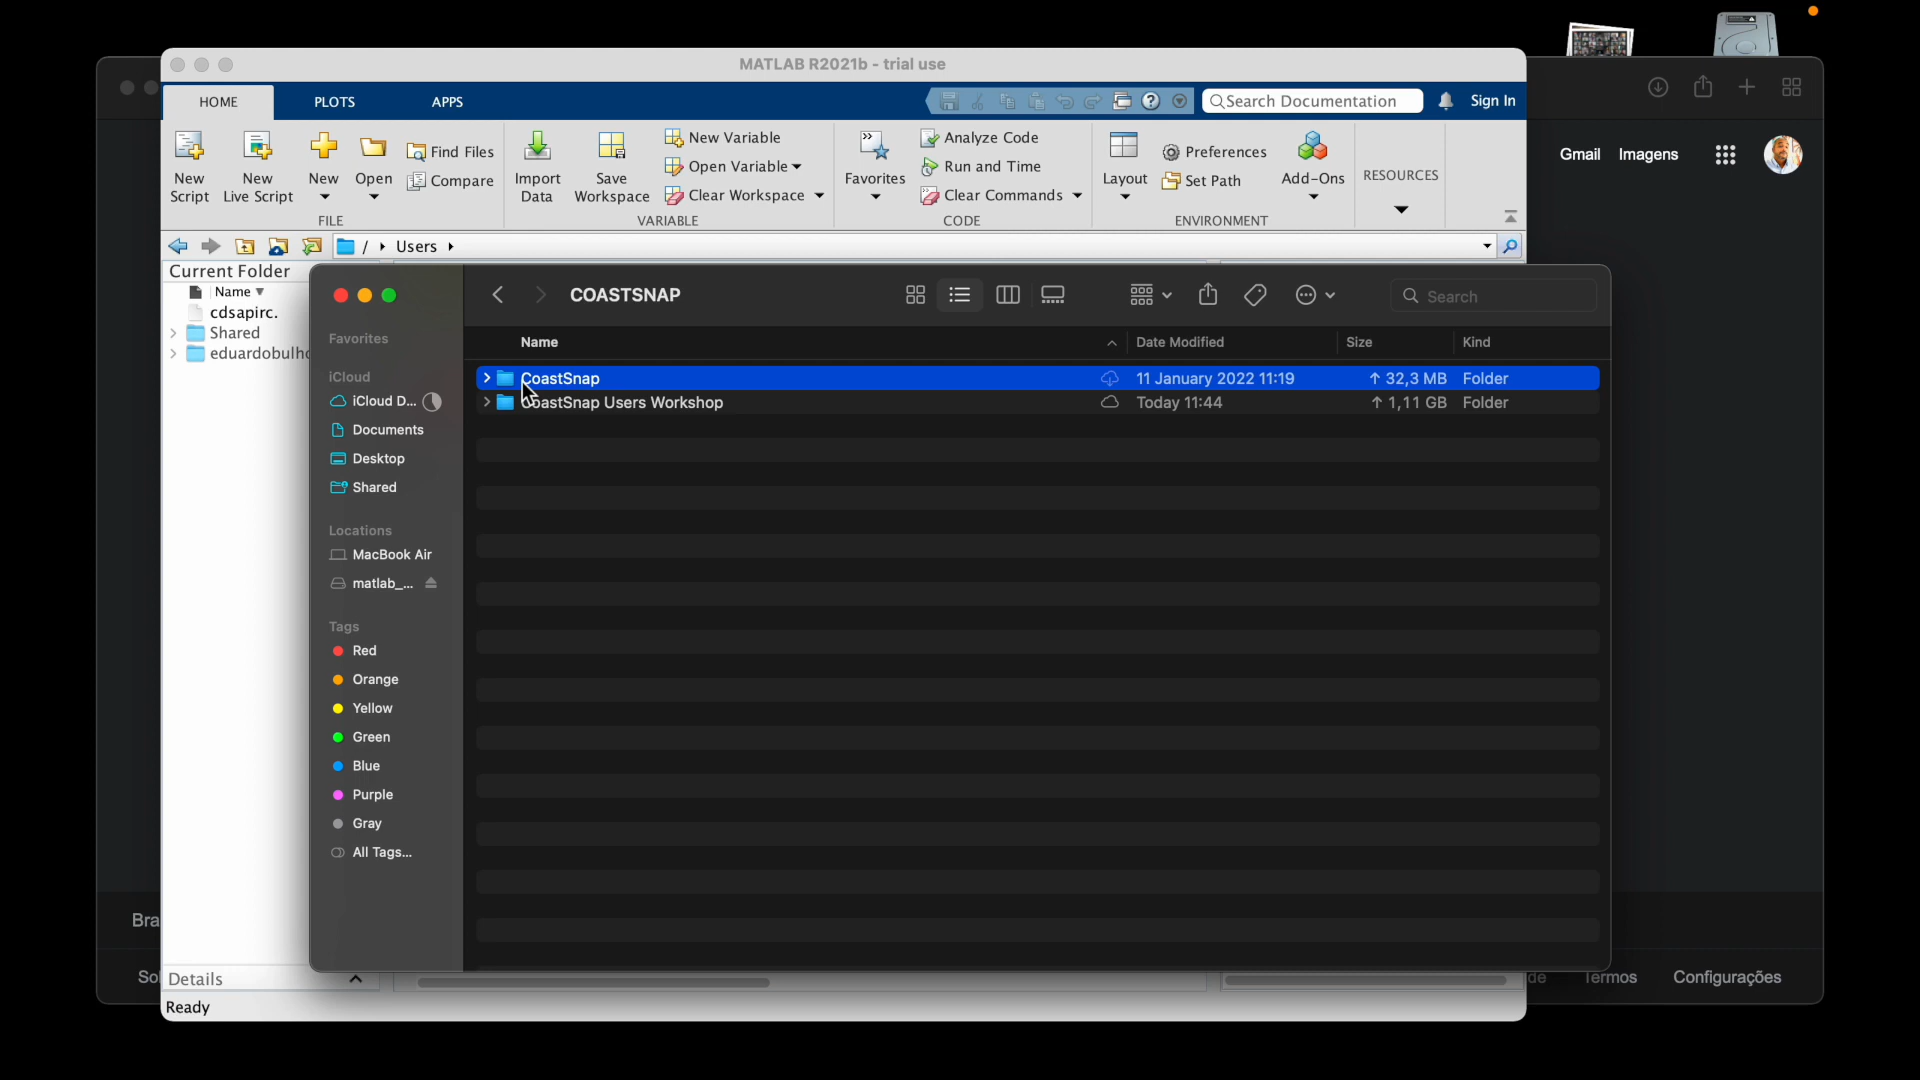 MATLAB R2021b - trial use
HOME PLOTS APPS
Search Documentation Sign In
Gmail Imagens
New Script
New Live Script
New
Open
Find Files
Compare
FILE
Import Data
Save Workspace
New Variable
Open Variable
Clear Workspace
VARIABLE
Favorites
Analyze Code
Run and Time
Clear Commands
CODE
Layout
Preferences
Set Path
Add-Ons
ENVIRONMENT
RESOURCES
/ Users
Current Folder
Name
cdsapirc.
Shared
COASTSNAP
Search
Favorites
iCloud
iCloud D...
Documents
Desktop
Shared
Locations
MacBook Air
matlab_...
Tags
Red
Orange
Yellow
Green
Blue
Purple
Gray
All Tags...
Name Date Modified Size Kind
CoastSnap 11 January 2022 11:19 32,3 MB Folder
CoastSnap Users Workshop Today 11:44 1,11 GB Folder
Details
Ready
Termos Configurações